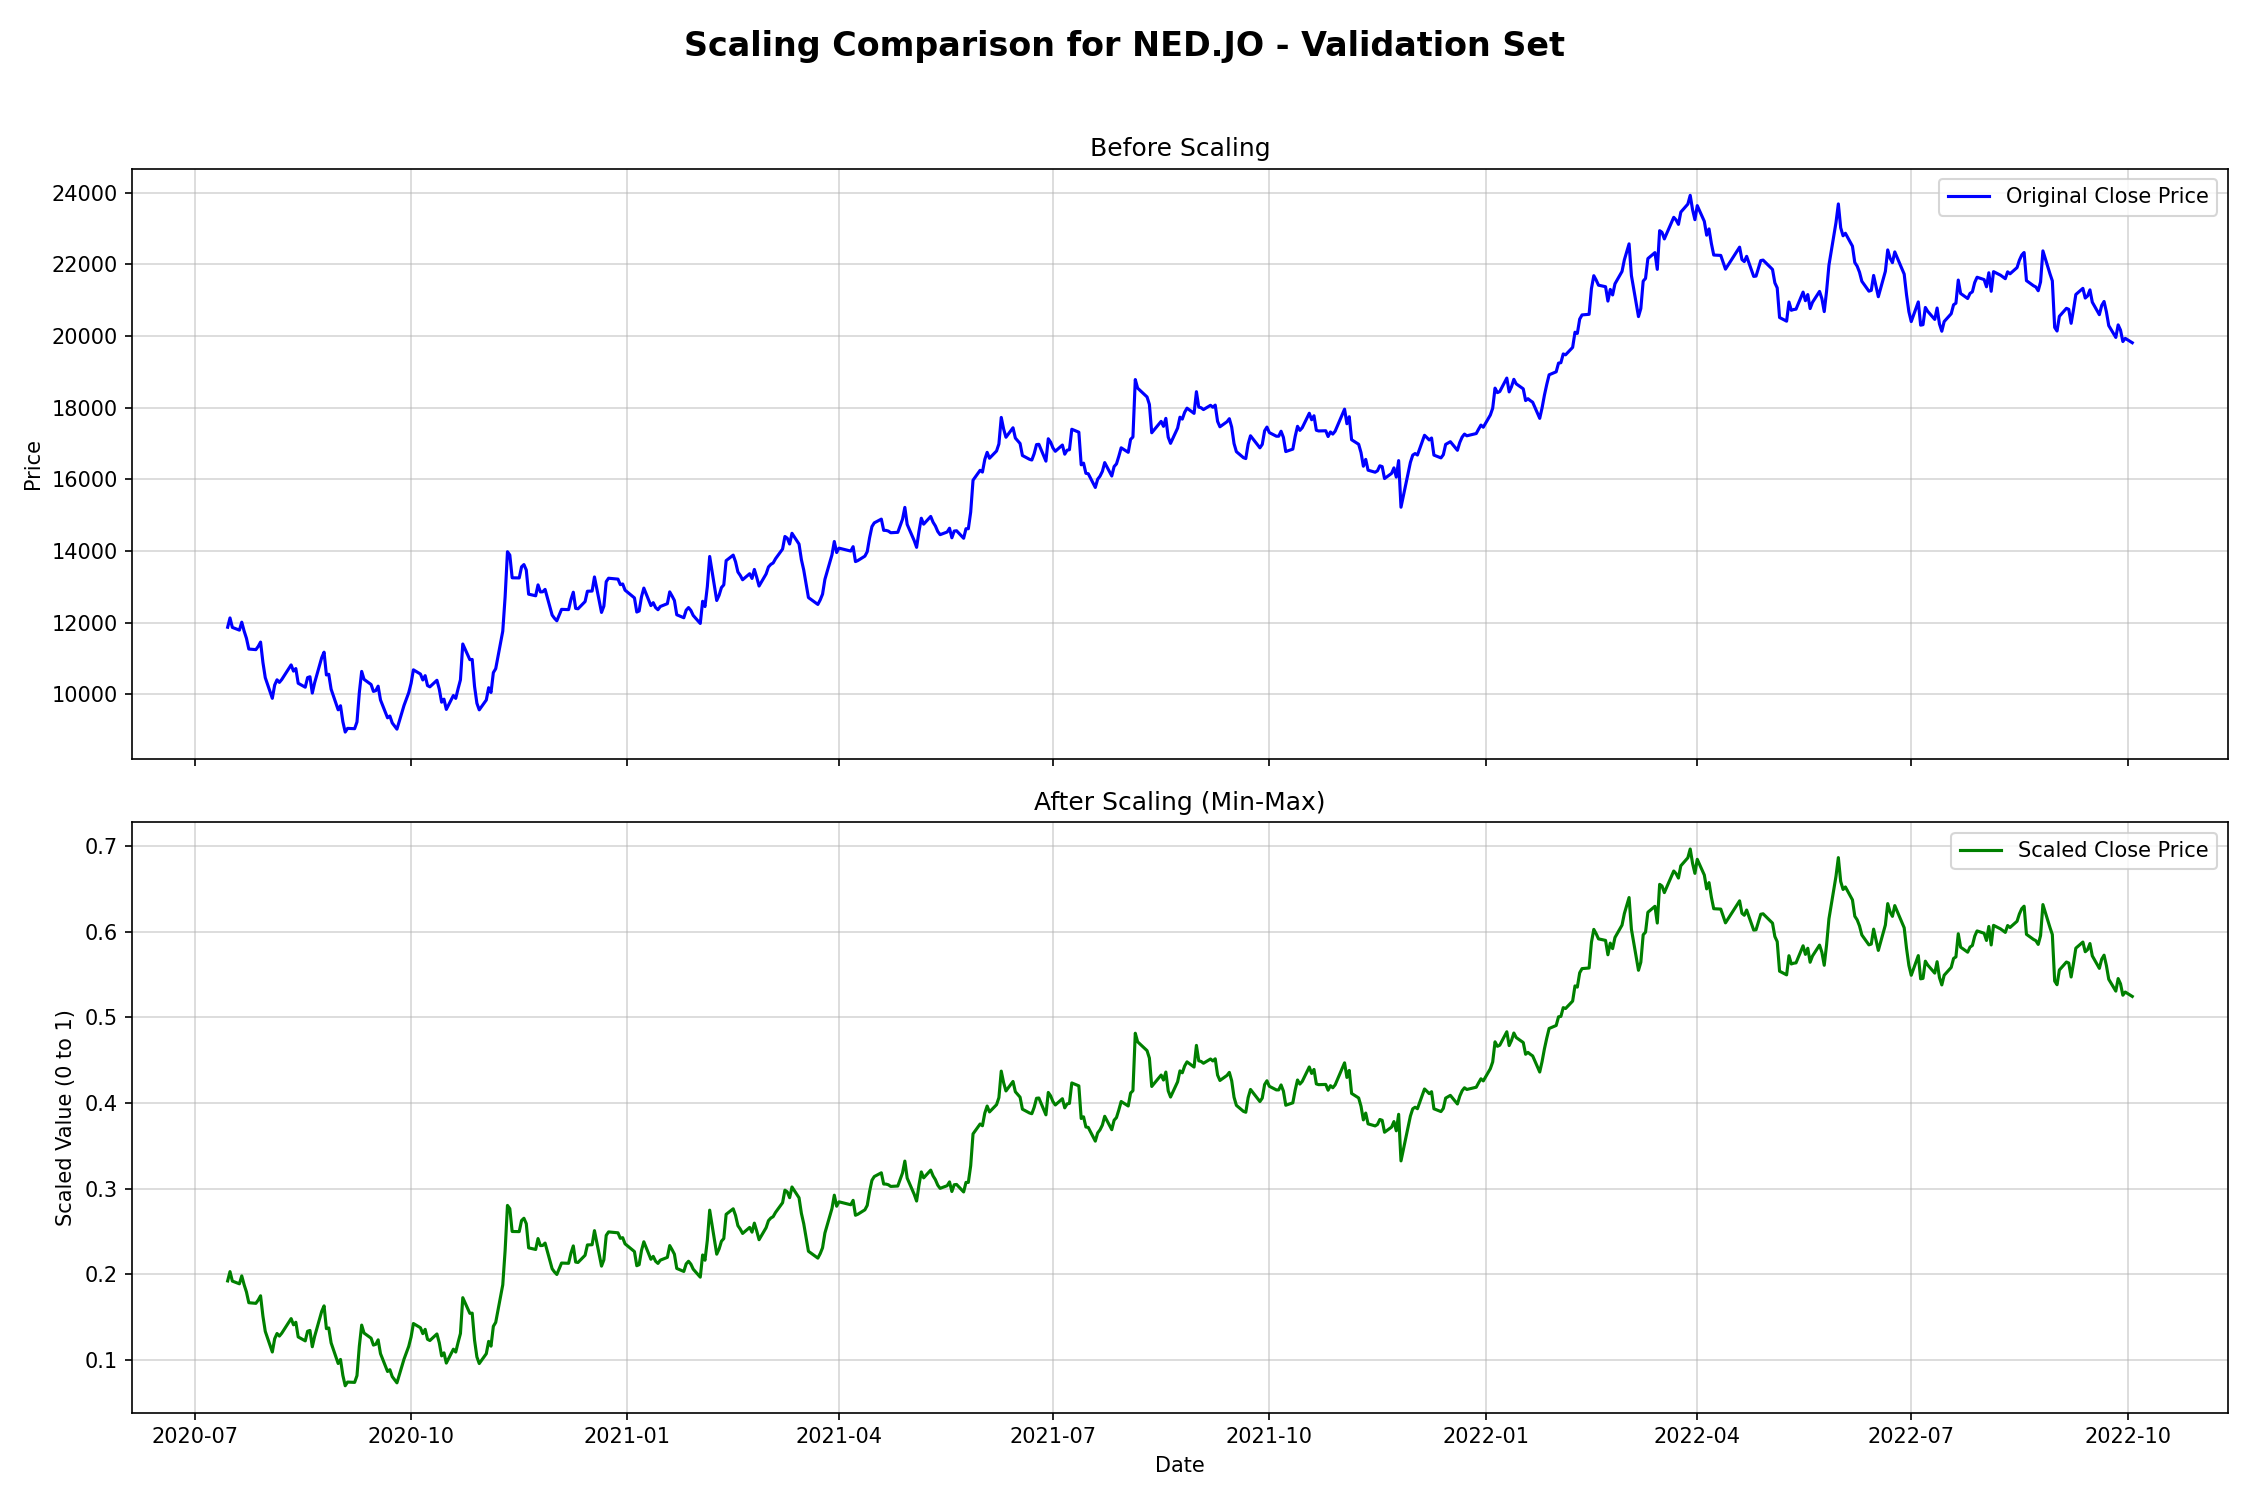 Scaling Comparison for NED.JO - Validation Set
Before Scaling
24000
22000
20000
18000
16000
14000
12000
10000
Price
Original Close Price
After Scaling (Min-Max)
0.7
0.6
0.5
0.4
0.3
0.2
0.1
Scaled Value (0 to 1)
Scaled Close Price
2020-07 2020-10 2021-01 2021-04 2021-07 2021-10 2022-01 2022-04 2022-07 2022-10
Date